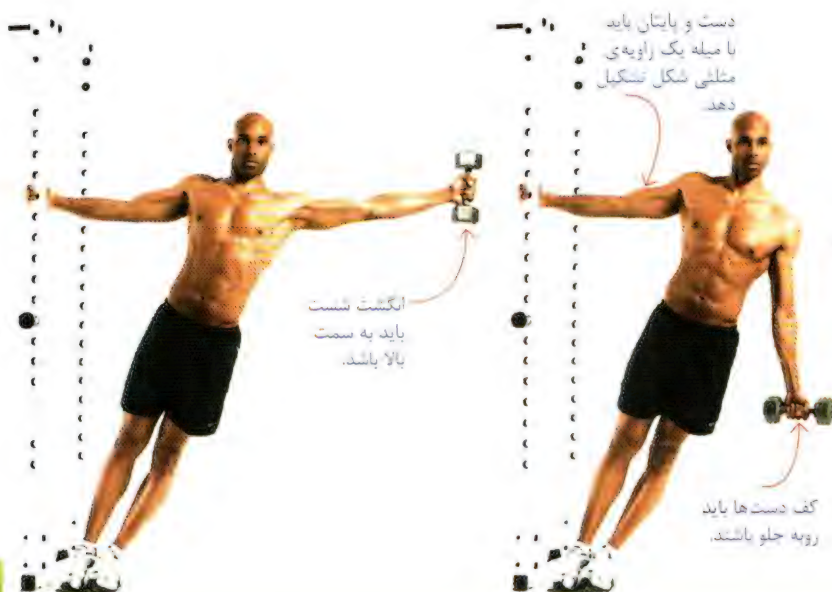 دست و پایتان باید
با میله یک زاویه‌ی
مثلثی شکل تشکیل
دهد.
انگشت شست
باید به سمت
بالا باشد.
کف دست‌ها باید
روبه جلو باشند.